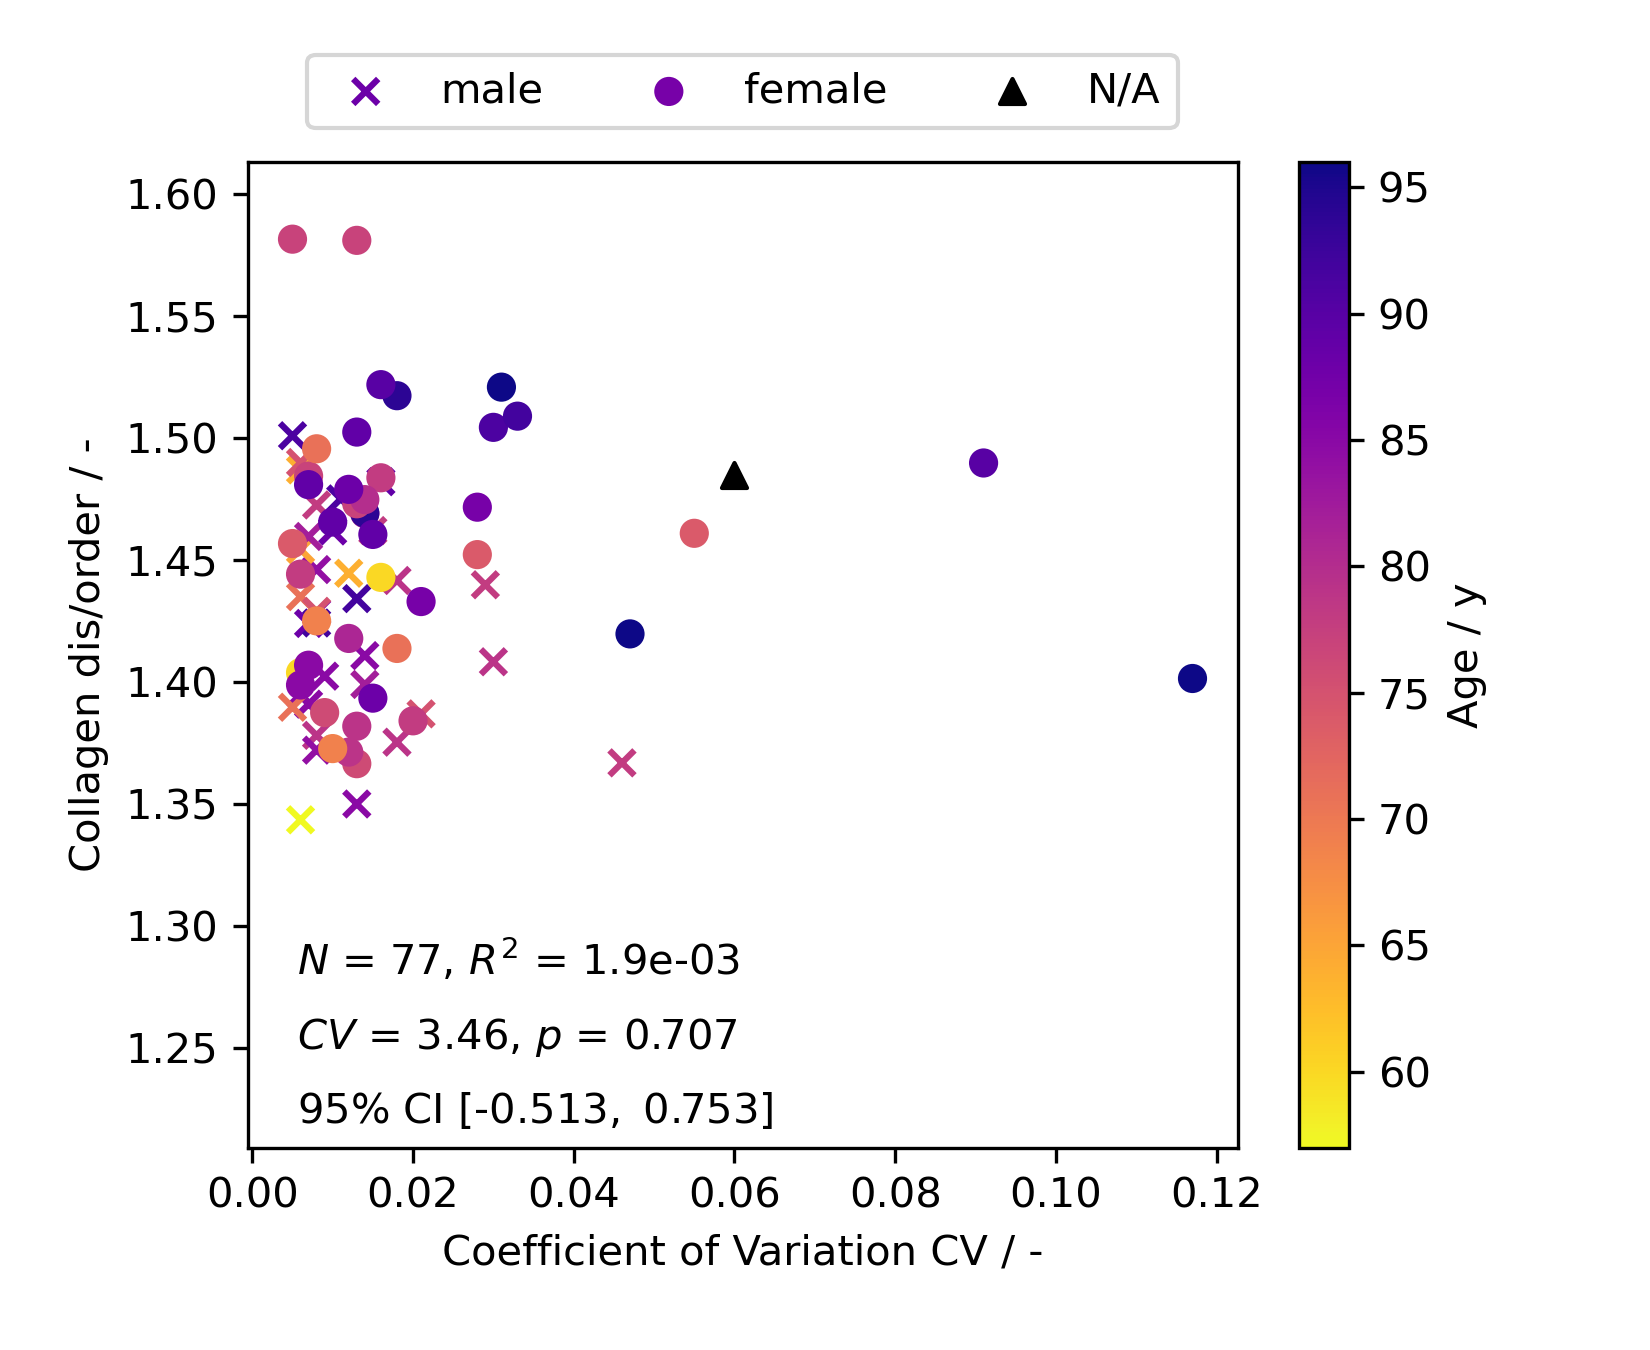 male female N/A
1.60
1.55
1.50
1.45
1.40
1.35
1.30
1.25
Collagen dis/order / -
N = 77, R² = 1.9e-03
CV = 3.46, p = 0.707
95% CI [-0.513, 0.753]
0.00 0.02 0.04 0.06 0.08 0.10 0.12
Coefficient of Variation CV / -
95
90
85
80
75
70
65
60
Age / y